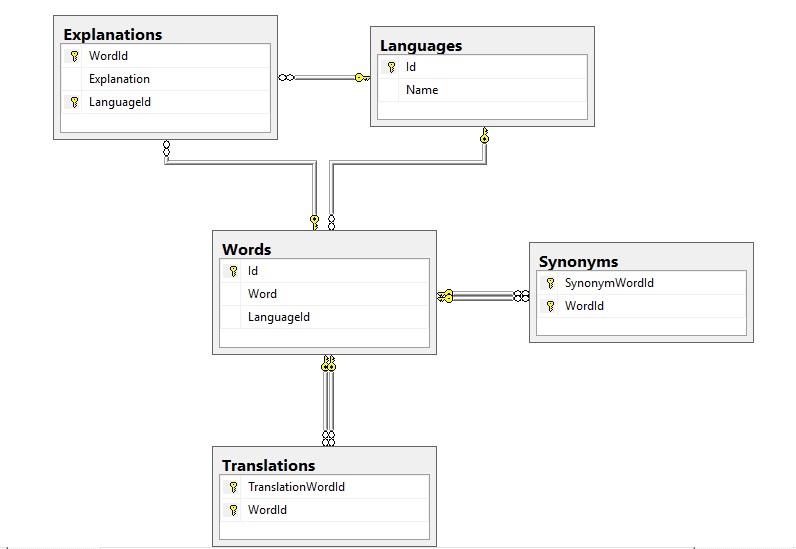 Explanations
WordId
Explanation
LanguageId
Languages
Id
Name
Words
Id
Word
LanguageId
Synonyms
SynonymWordId
WordId
Translations
TranslationWordId
WordId